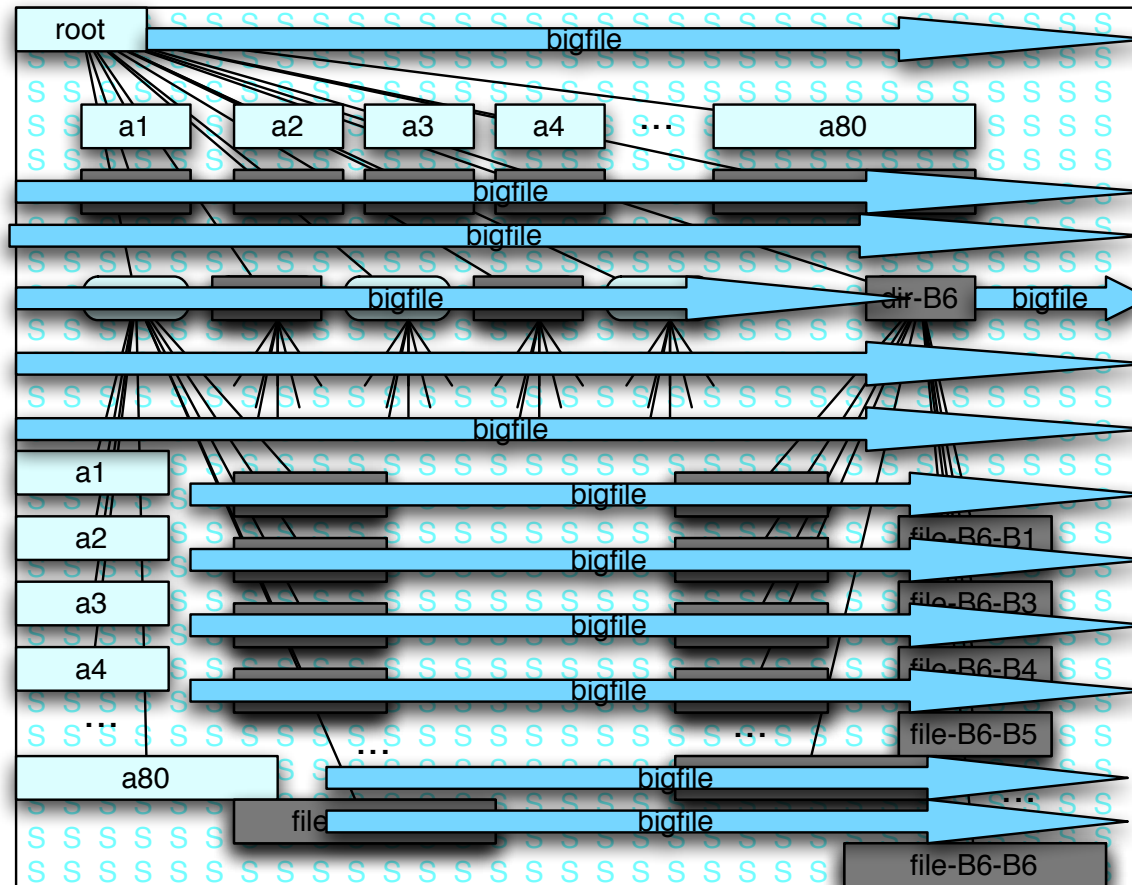 root bigfile
a1 a2 a3 a4 ... a80
bigfile
bigfile
bigfile dir-B6 bigfile
bigfile
a1
bigfile
a2 file-B6-B1
bigfile
a3 file-B6-B3
bigfile
a4 file-B6-B4
bigfile
... ... ... file-B6-B5
a80 bigfile
...
file bigfile
file-B6-B6